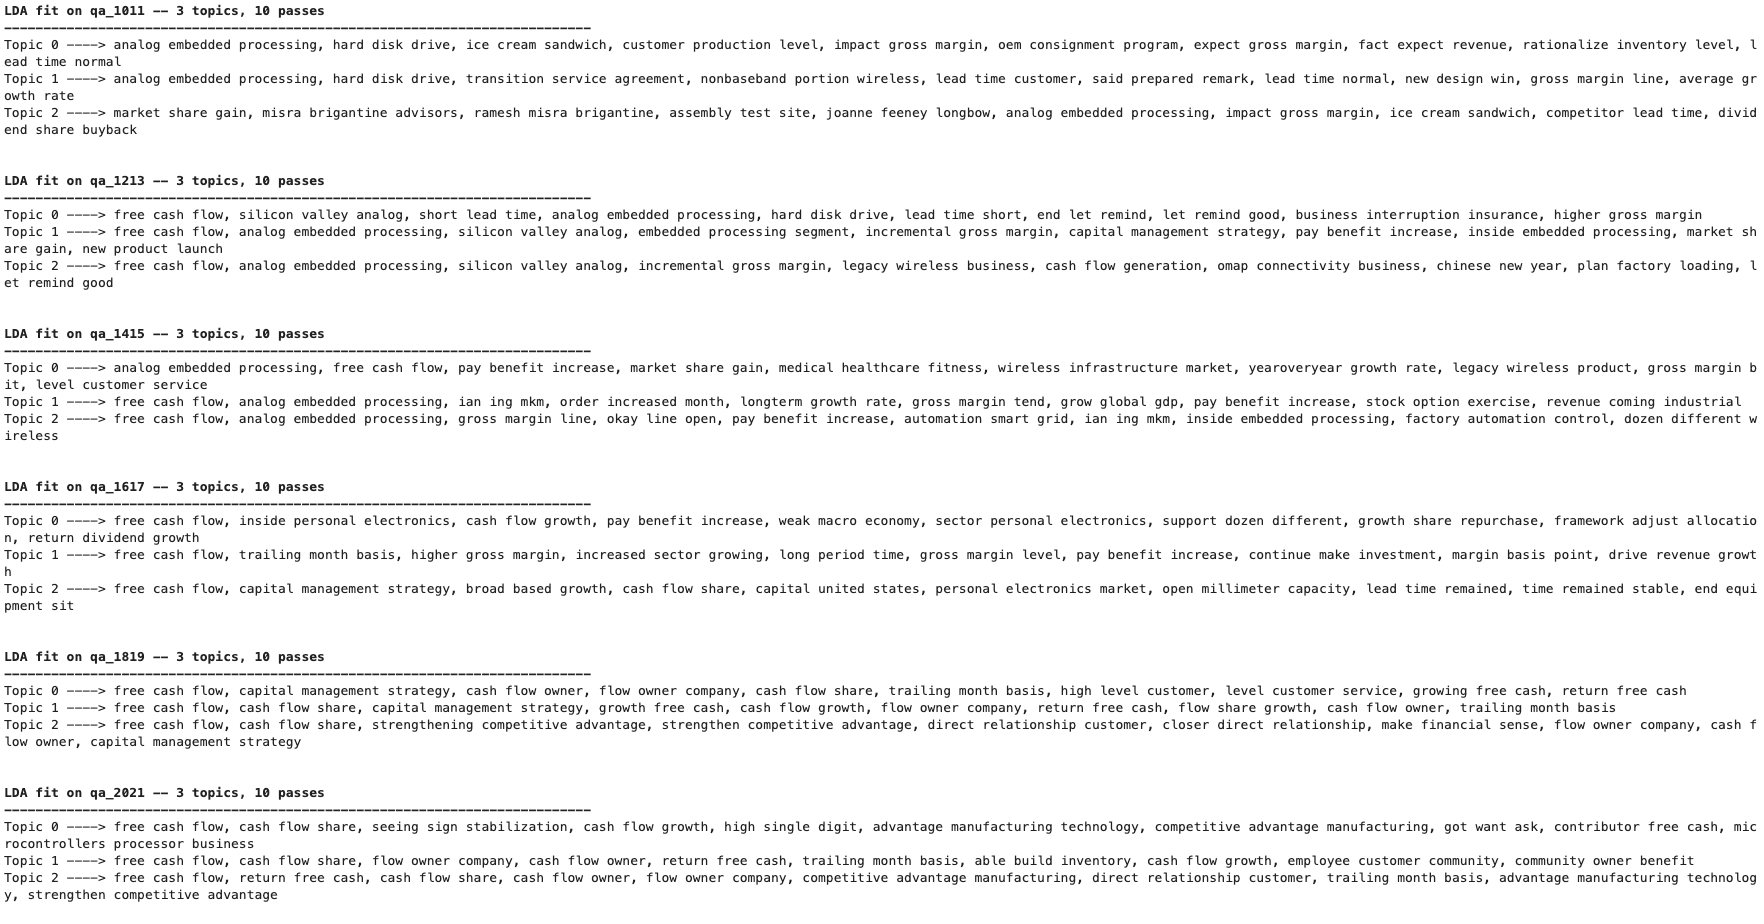 LDA fit on qa_1011 -- 3 topics, 10 passes
---------------------------------------------------------------------------
Topic 0 ----> analog embedded processing, hard disk drive, ice cream sandwich, customer production level, impact gross margin, oem consignment program, expect gross margin, fact expect revenue, rationalize inventory level, l
ead time normal
Topic 1 ----> analog embedded processing, hard disk drive, transition service agreement, nonbaseband portion wireless, lead time customer, said prepared remark, lead time normal, new design win, gross margin line, average gr
owth rate
Topic 2 ----> market share gain, misra brigantine advisors, ramesh misra brigantine, assembly test site, joanne feeney longbow, analog embedded processing, impact gross margin, ice cream sandwich, competitor lead time, divid
end share buyback
LDA fit on qa_1213 -- 3 topics, 10 passes
---------------------------------------------------------------------------
Topic 0 ----> free cash flow, silicon valley analog, short lead time, analog embedded processing, hard disk drive, lead time short, end let remind, let remind good, business interruption insurance, higher gross margin
Topic 1 ----> free cash flow, analog embedded processing, silicon valley analog, embedded processing segment, incremental gross margin, capital management strategy, pay benefit increase, inside embedded processing, market sh
are gain, new product launch
Topic 2 ----> free cash flow, analog embedded processing, silicon valley analog, incremental gross margin, legacy wireless business, cash flow generation, omap connectivity business, chinese new year, plan factory loading, l
et remind good
LDA fit on qa_1415 -- 3 topics, 10 passes
---------------------------------------------------------------------------
Topic 0 ----> analog embedded processing, free cash flow, pay benefit increase, market share gain, medical healthcare fitness, wireless infrastructure market, yearoveryear growth rate, legacy wireless product, gross margin b
it, level customer service
Topic 1 ----> free cash flow, analog embedded processing, ian ing mkm, order increased month, longterm growth rate, gross margin tend, grow global gdp, pay benefit increase, stock option exercise, revenue coming industrial
Topic 2 ----> free cash flow, analog embedded processing, gross margin line, okay line open, pay benefit increase, automation smart grid, ian ing mkm, inside embedded processing, factory automation control, dozen different w
ireless
LDA fit on qa_1617 -- 3 topics, 10 passes
---------------------------------------------------------------------------
Topic 0 ----> free cash flow, inside personal electronics, cash flow growth, pay benefit increase, weak macro economy, sector personal electronics, support dozen different, growth share repurchase, framework adjust allocatio
n, return dividend growth
Topic 1 ----> free cash flow, trailing month basis, higher gross margin, increased sector growing, long period time, gross margin level, pay benefit increase, continue make investment, margin basis point, drive revenue growt
h
Topic 2 ----> free cash flow, capital management strategy, broad based growth, cash flow share, capital united states, personal electronics market, open millimeter capacity, lead time remained, time remained stable, end equi
pment sit
LDA fit on qa_1819 -- 3 topics, 10 passes
---------------------------------------------------------------------------
Topic 0 ----> free cash flow, capital management strategy, cash flow owner, flow owner company, cash flow share, trailing month basis, high level customer, level customer service, growing free cash, return free cash
Topic 1 ----> free cash flow, cash flow share, capital management strategy, growth free cash, cash flow growth, flow owner company, return free cash, flow share growth, cash flow owner, trailing month basis
Topic 2 ----> free cash flow, cash flow share, strengthening competitive advantage, strengthen competitive advantage, direct relationship customer, closer direct relationship, make financial sense, flow owner company, cash f
low owner, capital management strategy
LDA fit on qa_2021 -- 3 topics, 10 passes
---------------------------------------------------------------------------
Topic 0 ----> free cash flow, cash flow share, seeing sign stabilization, cash flow growth, high single digit, advantage manufacturing technology, competitive advantage manufacturing, got want ask, contributor free cash, mic
rocontrollers processor business
Topic 1 ----> free cash flow, cash flow share, flow owner company, cash flow owner, return free cash, trailing month basis, able build inventory, cash flow growth, employee customer community, community owner benefit
Topic 2 ----> free cash flow, return free cash, cash flow share, cash flow owner, flow owner company, competitive advantage manufacturing, direct relationship customer, trailing month basis, advantage manufacturing technolog
y, strengthen competitive advantage